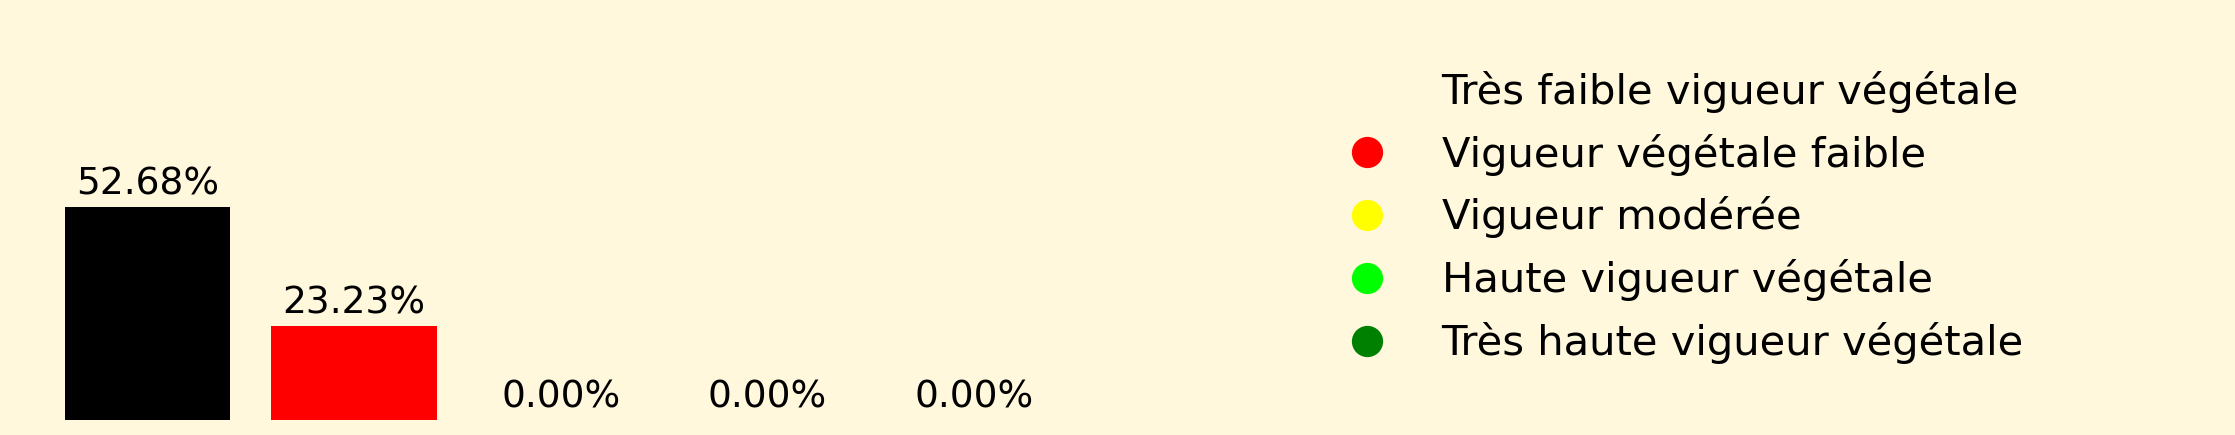 52.68%
23.23%
0.00%
0.00%
0.00%
Très faible vigueur végétale
Vigueur végétale faible
Vigueur modérée
Haute vigueur végétale
Très haute vigueur végétale